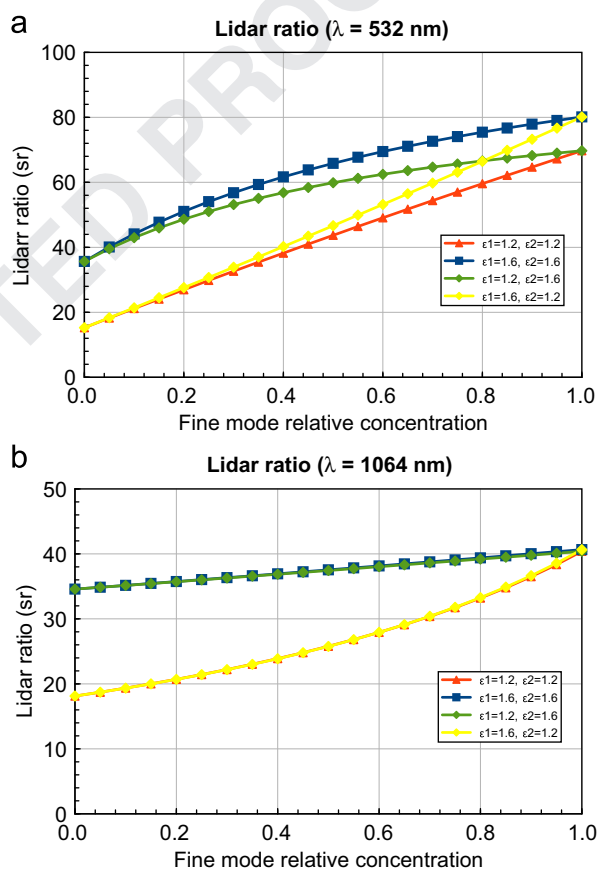 a
Lidar ratio (λ = 532 nm)
100
80
60
40
20
0
Lidarr ratio (sr)
ε1=1.2, ε2=1.2
ε1=1.6, ε2=1.6
ε1=1.2, ε2=1.6
ε1=1.6, ε2=1.2
0.0 0.2 0.4 0.6 0.8 1.0
Fine mode relative concentration
TED PROO
b
Lidar ratio (λ = 1064 nm)
50
40
30
20
10
0
Lidar ratio (sr)
ε1=1.2, ε2=1.2
ε1=1.6, ε2=1.6
ε1=1.2, ε2=1.6
ε1=1.6, ε2=1.2
0.0 0.2 0.4 0.6 0.8 1.0
Fine mode relative concentration